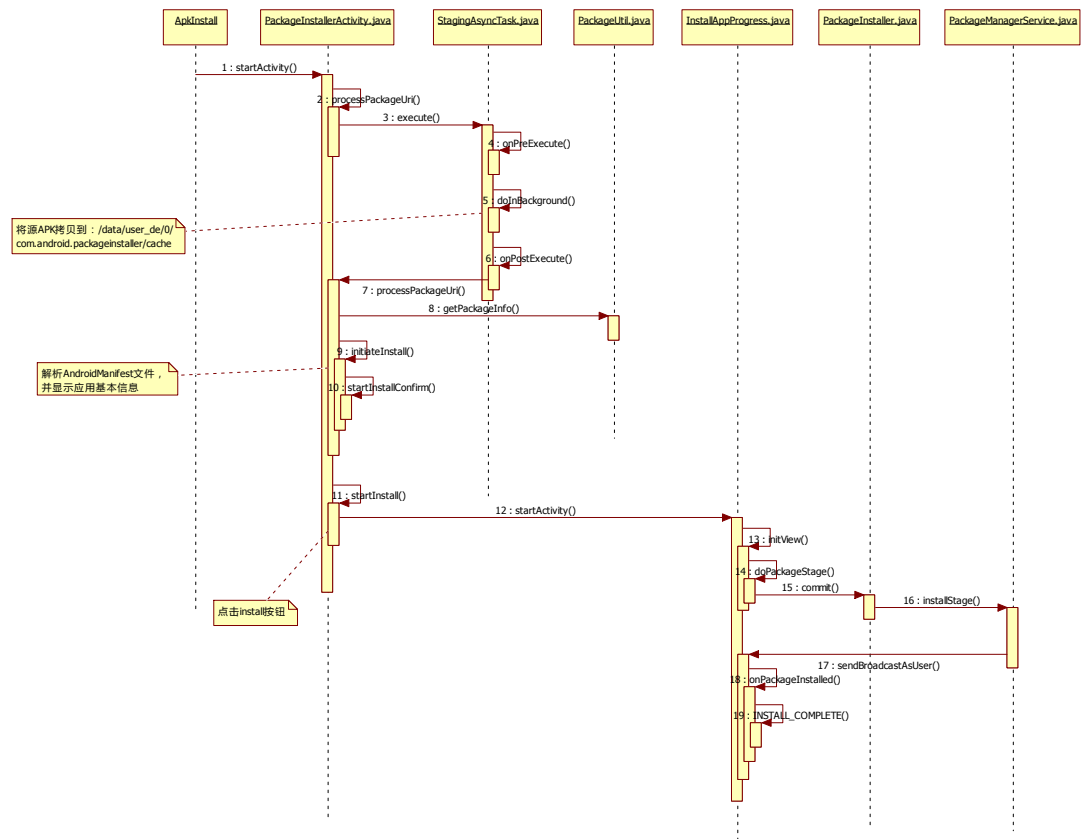 ApkInstall
PackageInstallerActivity.java
StagingAsyncTask.java
PackageUtil.java
InstallAppProgress.java
PackageInstaller.java
PackageManagerService.java
1 : startActivity()
2 : processPackageUri()
3 : execute()
4 : onPreExecute()
5 : doInBackground()
将源APK拷贝到：/data/user_de/0/
com.android.packageinstaller/cache
6 : onPostExecute()
7 : processPackageUri()
8 : getPackageInfo()
9 : initiateInstall()
解析AndroidManifest文件，
并显示应用基本信息
10 : startInstallConfirm()
11 : startInstall()
12 : startActivity()
13 : initView()
14 : doPackageStage()
15 : commit()
16 : installStage()
点击install按钮
17 : sendBroadcastAsUser()
18 : onPackageInstalled()
19 : INSTALL_COMPLETE()